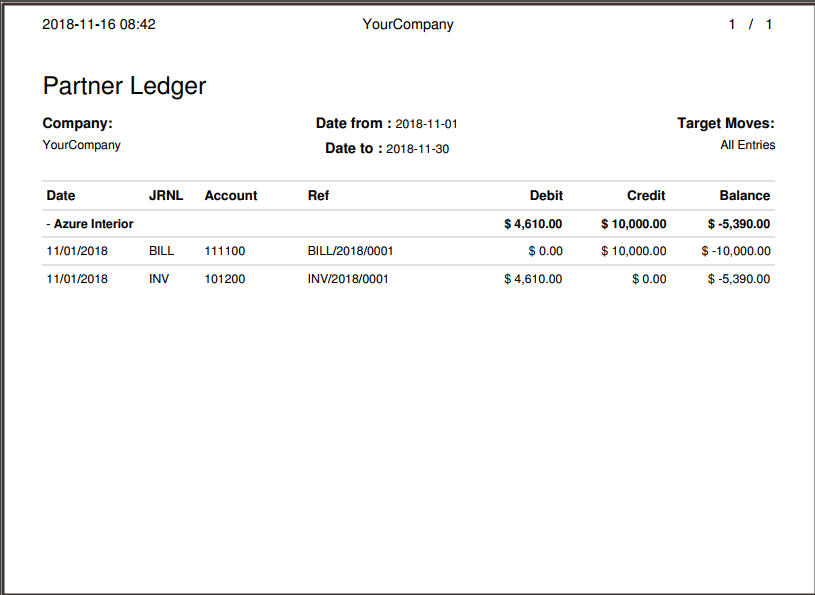 2018-11-16 08:42 YourCompany 1 / 1
Partner Ledger
Company: Date from : 2018-11-01 Target Moves:
YourCompany Date to : 2018-11-30 All Entries
Date JRNL Account Ref Debit Credit Balance
- Azure Interior $ 4,610.00 $ 10,000.00 $ -5,390.00
11/01/2018 BILL 111100 BILL/2018/0001 $ 0.00 $ 10,000.00 $ -10,000.00
11/01/2018 INV 101200 INV/2018/0001 $ 4,610.00 $ 0.00 $ -5,390.00